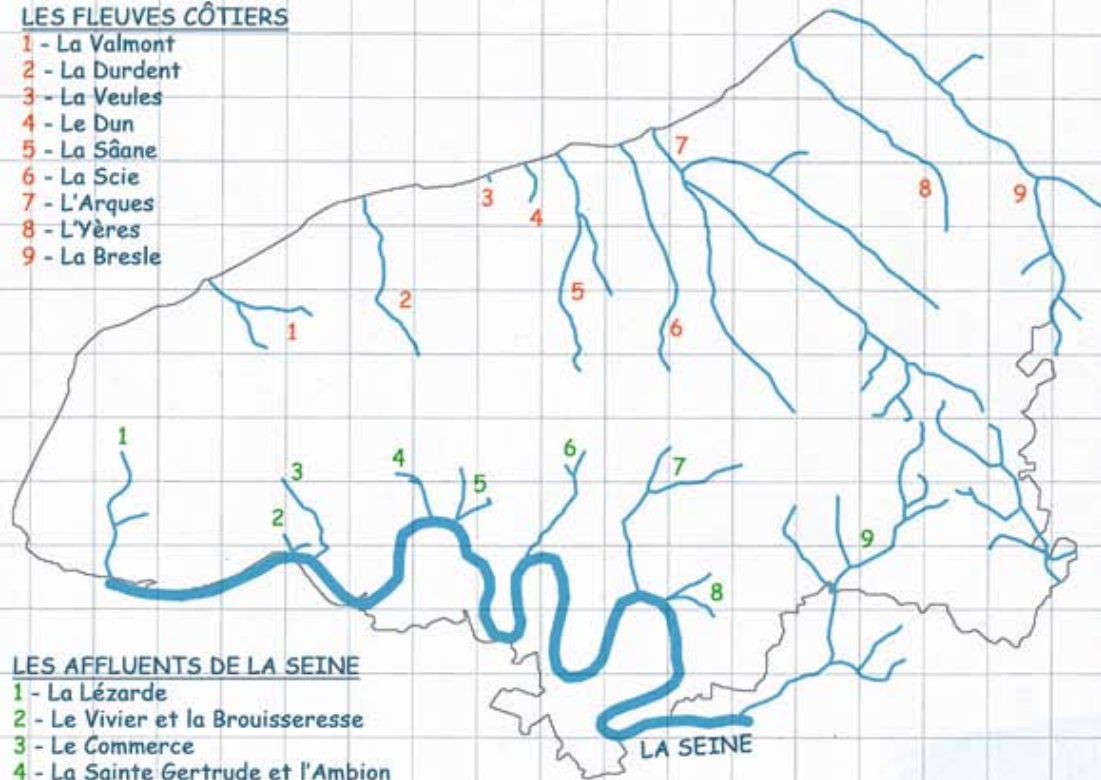 LES FLEUVES CÔTIERS
1 - La Valmont
2 - La Durdent
3 - La Veules
4 - Le Dun
5 - La Sâane
6 - La Scie
7 - L'Arques
8 - L'Yères
9 - La Bresle
7
8
9
3
4
2
5
1
6
1
3
4
5
6
7
2
9
8
LES AFFLUENTS DE LA SEINE
1 - La Lézarde
2 - Le Vivier et la Brouisseresse
3 - Le Commerce
4 - La Sainte Gertrude et l'Ambion
LA SEINE